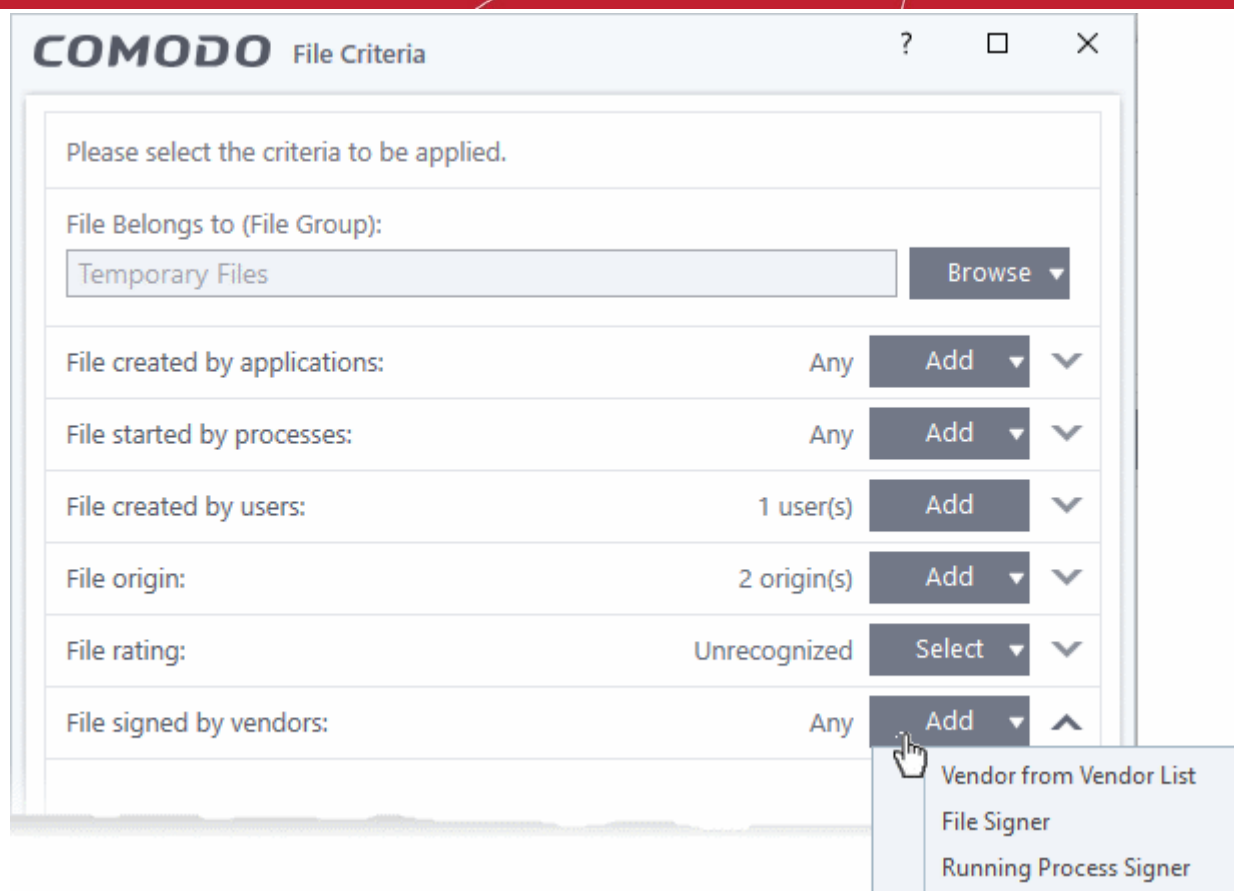 COMODO File Criteria ?
Please select the criteria to be applied.
File Belongs to (File Group):
Temporary Files Browse
File created by applications: Any Add
File started by processes: Any Add
File created by users: 1 user(s) Add
File origin: 2 origin(s) Add
File rating: Unrecognized Select
File signed by vendors: Any Add
Vendor from Vendor List
File Signer
Running Process Signer